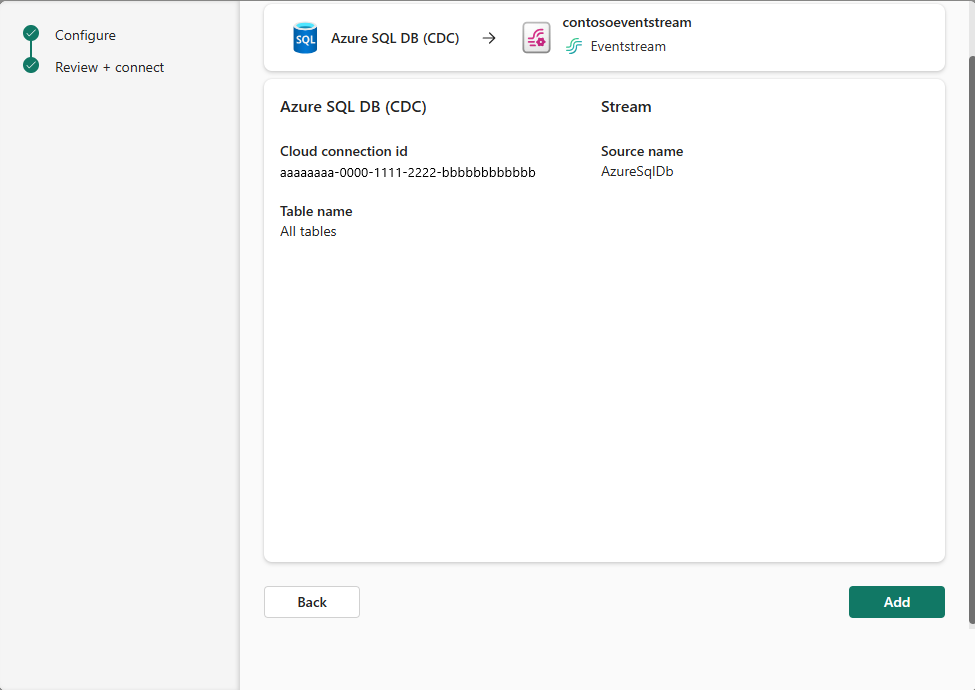 Configure
Review + connect
SQL
Azure SQL DB (CDC)
contosoeventstream
Eventstream
Azure SQL DB (CDC)
Stream
Cloud connection id
aaaaaaaa-0000-1111-2222-bbbbbbbbbbbb
Source name
AzureSqlDb
Table name
All tables
Back
Add